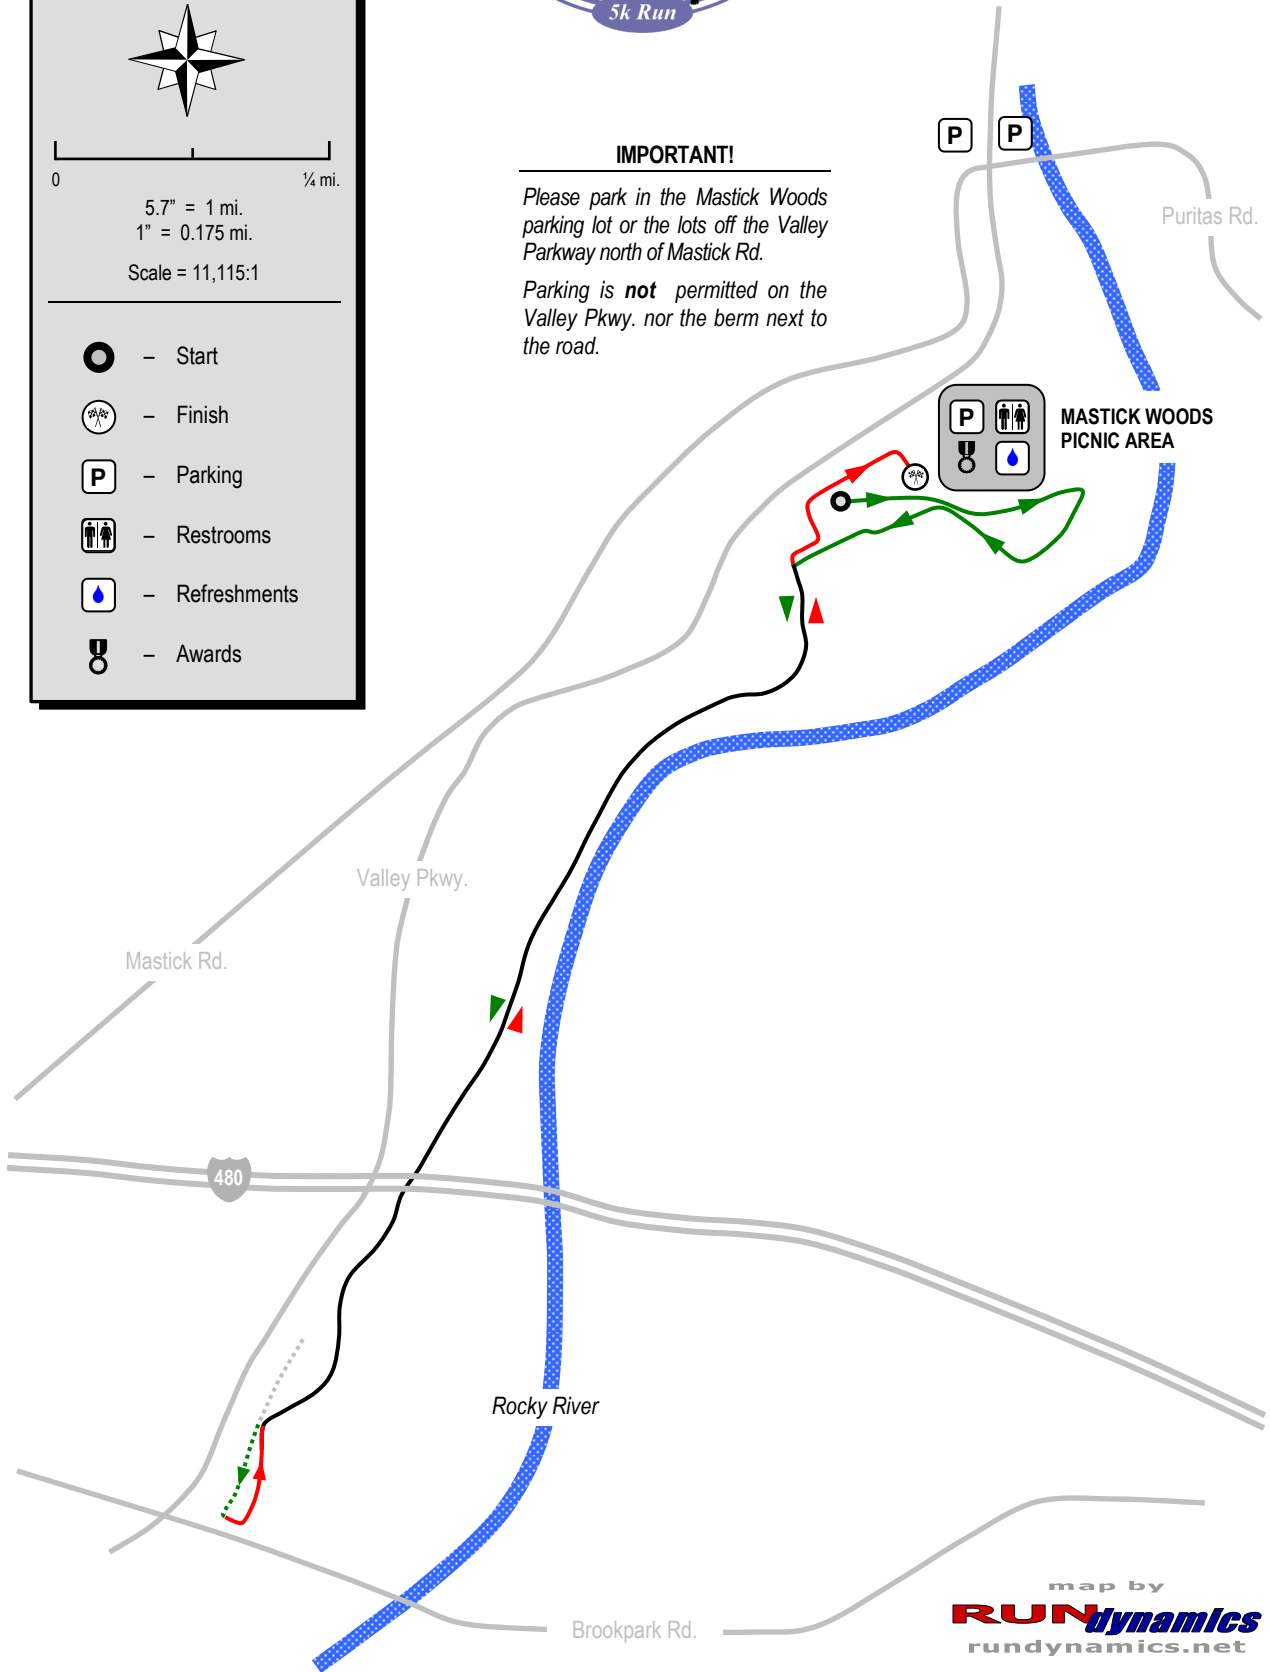 5k Run
0 ¼ mi.
5.7” = 1 mi.
1” = 0.175 mi.
Scale = 11,115:1
– Start
– Finish
P – Parking
– Restrooms
– Refreshments
– Awards
IMPORTANT!
Please park in the Mastick Woods
parking lot or the lots off the Valley
Parkway north of Mastick Rd.
Parking is not permitted on the
Valley Pkwy. nor the berm next to
the road.
P P
Puritas Rd.
P
MASTICK WOODS
PICNIC AREA
Valley Pkwy.
Mastick Rd.
480
Rocky River
Brookpark Rd.
map by
RUNdynamics
rundynamics.net